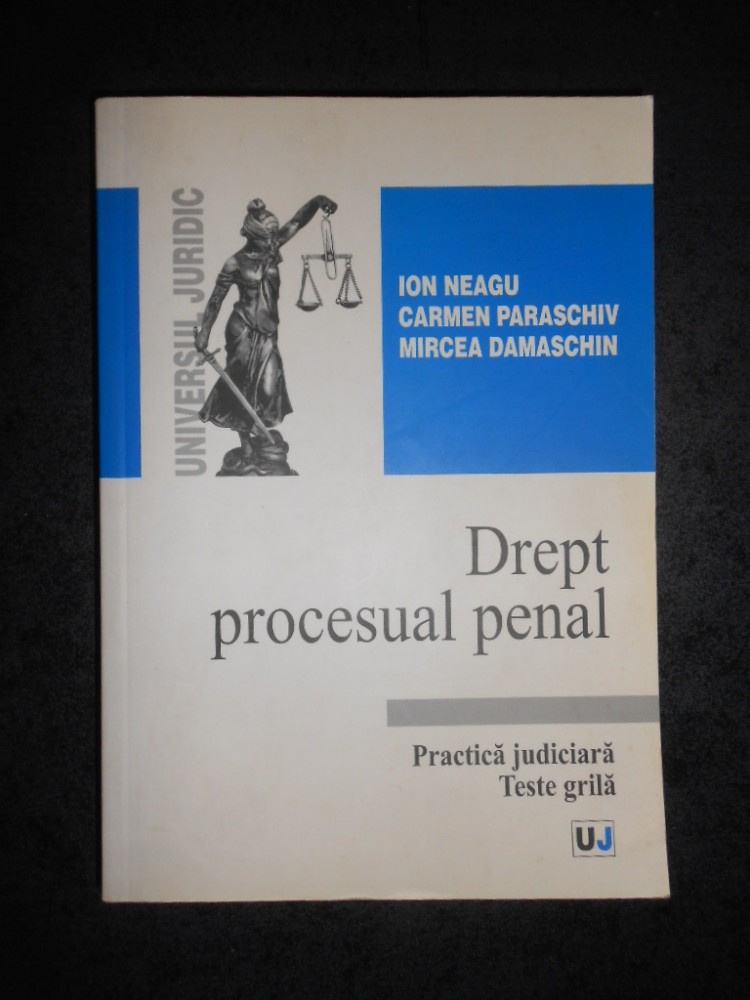 UNIVERSUL JURIDIC
ION NEAGU
CARMEN PARASCHIV
MIRCEA DAMASCHIN
Drept
procesual penal
Practică judiciară
Teste grilă
UJ